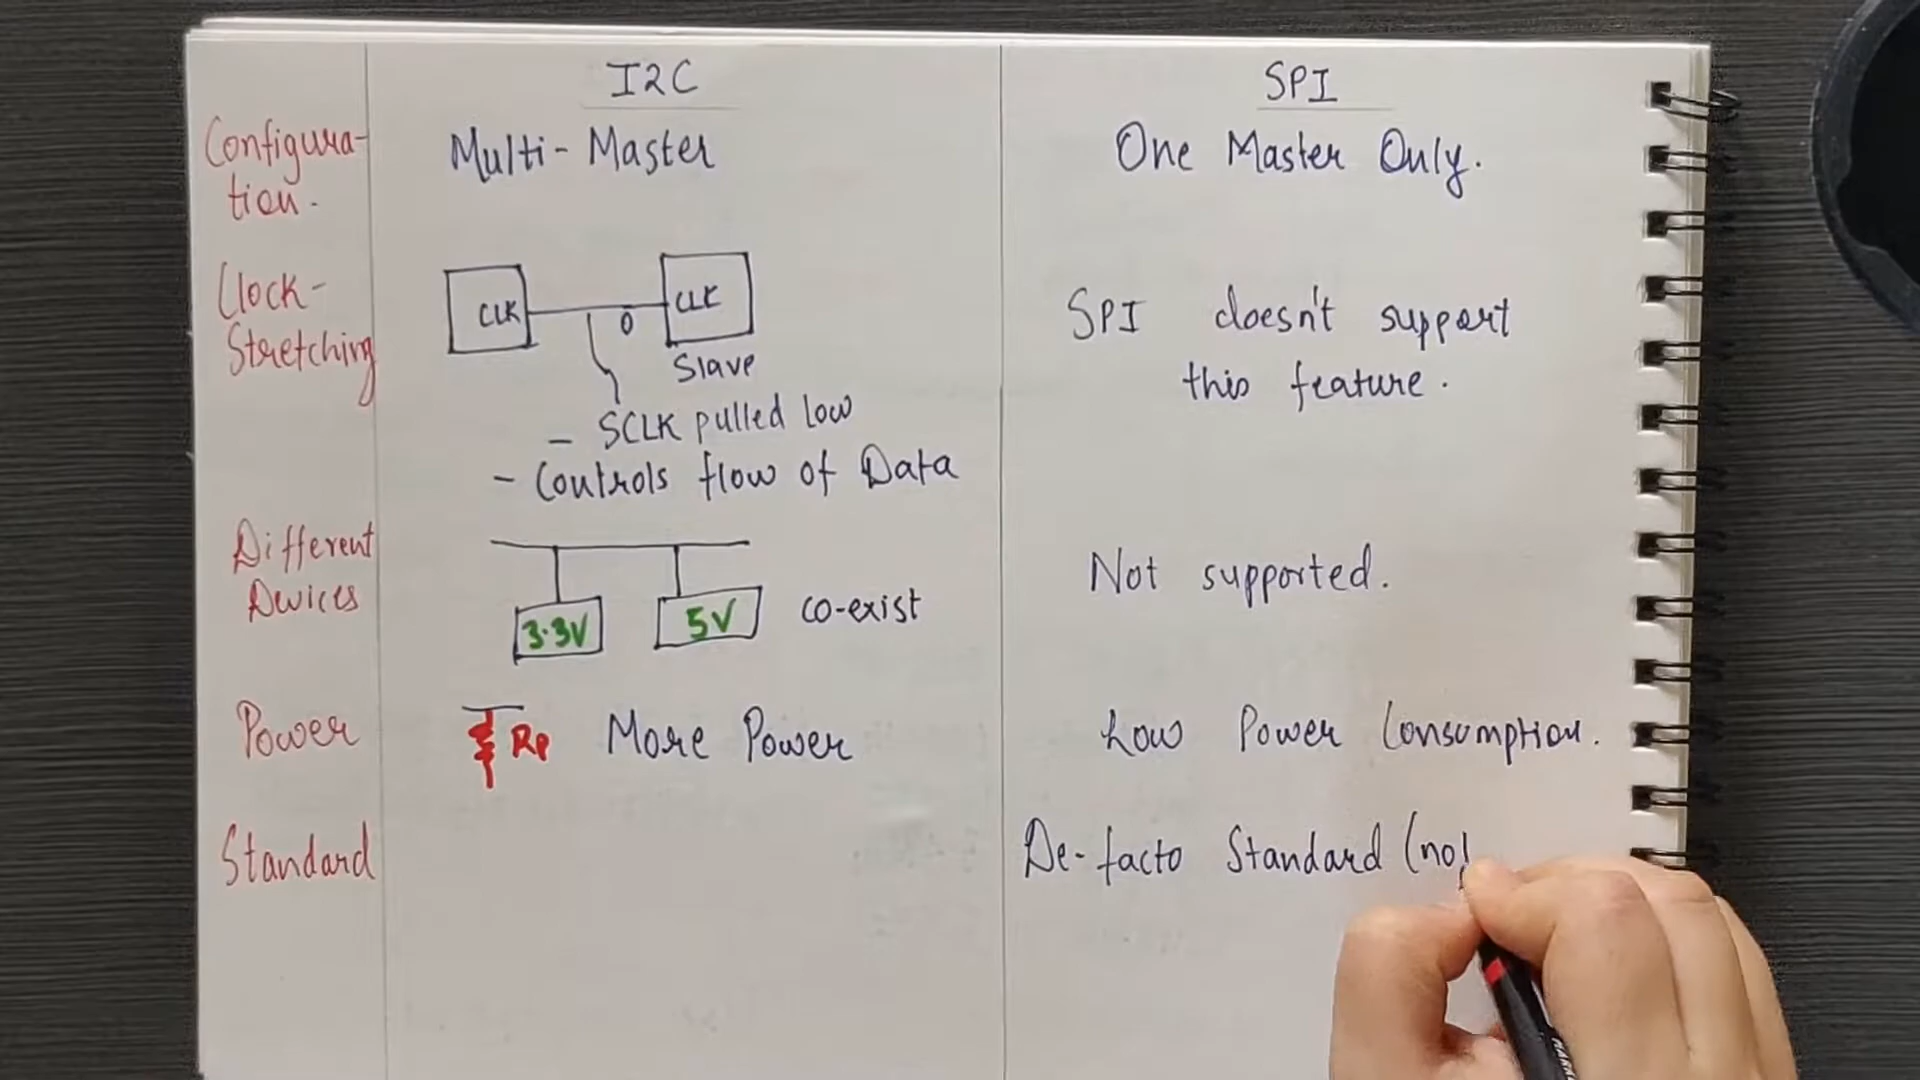 I2C
SPI
Configura-
tion.
Multi-Master
One Master Only.
Clock-
Stretching
CLK
CLK
0
Slave
- SCLK pulled low
- Controls flow of Data
SPI doesn't support
this feature.
Different
Devices
3.3V
5V
co-exist
Not supported.
Power
Rp
More Power
Low Power Consumption.
Standard
De-facto Standard (no